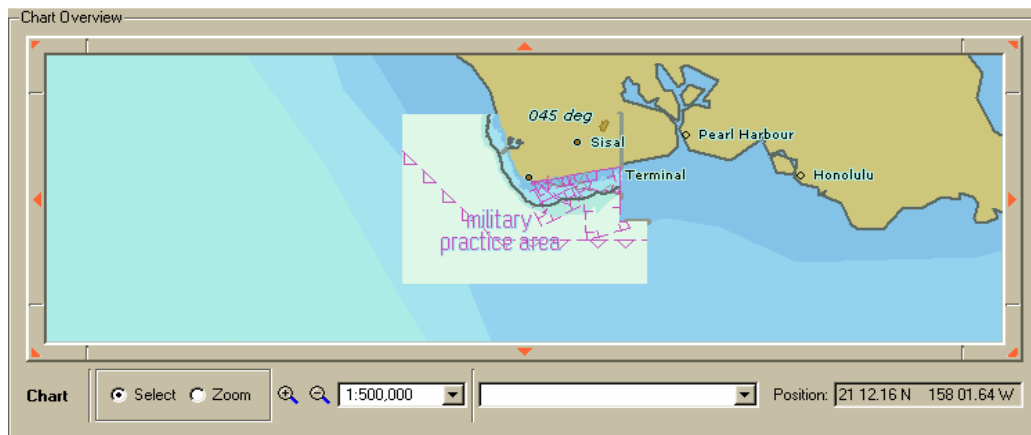 Chart Overview
045 deg
Sisal
Pearl Harbour
Terminal
Honolulu
military
practice area
Chart
Select
Zoom
1:500,000
Position:
21 12.16 N 158 01.64 W